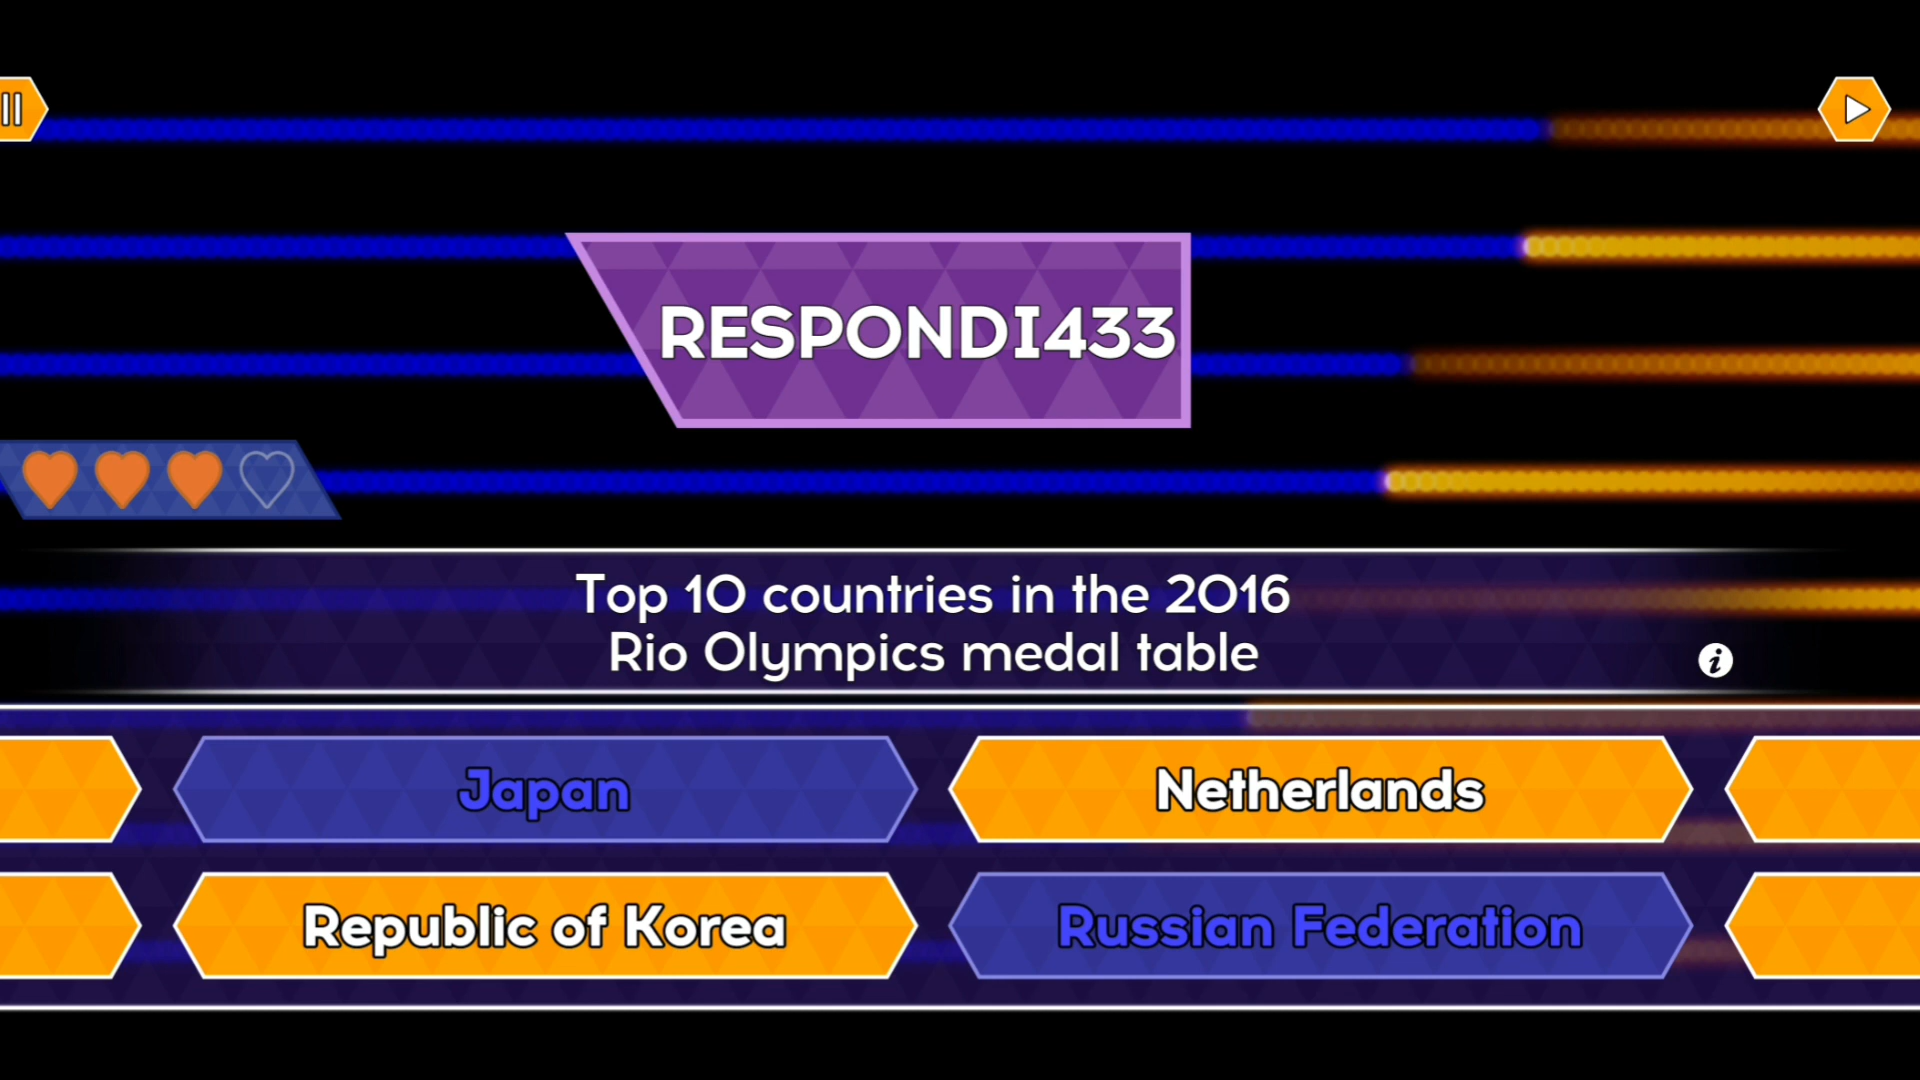 RESPONDI433
Top 10 countries in the 2016
Rio Olympics medal table
Japan
Netherlands
Republic of Korea
Russian Federation